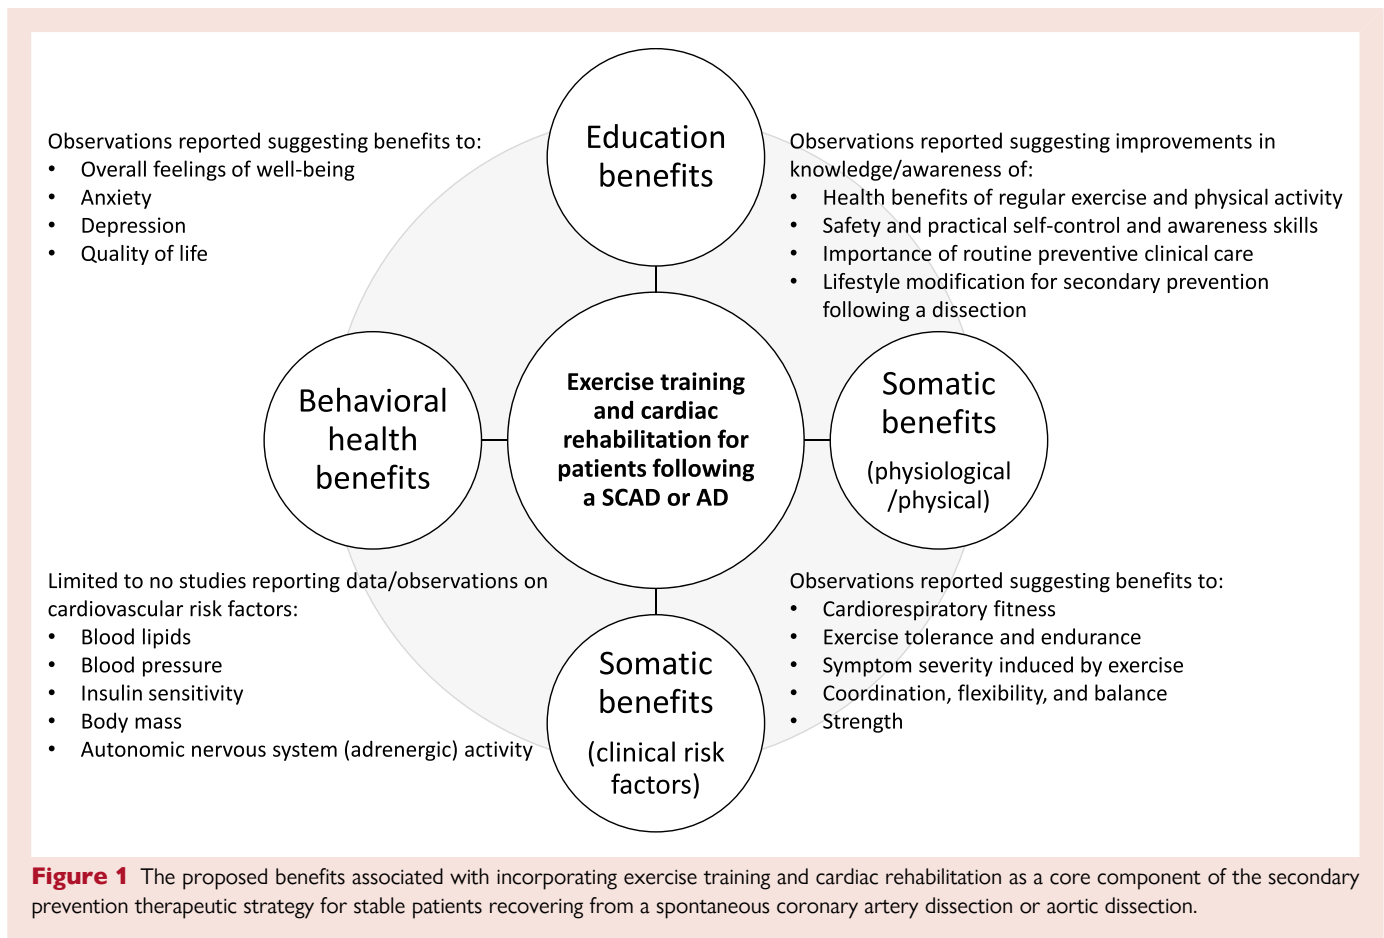 Education
benefits
Observations reported suggesting benefits to:
• Overall feelings of well-being
• Anxiety
• Depression
• Quality of life
Observations reported suggesting improvements in
knowledge/awareness of:
• Health benefits of regular exercise and physical activity
• Safety and practical self-control and awareness skills
• Importance of routine preventive clinical care
• Lifestyle modification for secondary prevention
following a dissection
Behavioral
health
benefits
Exercise training
and cardiac
rehabilitation for
patients following
a SCAD or AD
Somatic
benefits
(physiological
/physical)
Limited to no studies reporting data/observations on
cardiovascular risk factors:
• Blood lipids
• Blood pressure
• Insulin sensitivity
• Body mass
• Autonomic nervous system (adrenergic) activity
Somatic
benefits
(clinical risk
factors)
Observations reported suggesting benefits to:
• Cardiorespiratory fitness
• Exercise tolerance and endurance
• Symptom severity induced by exercise
• Coordination, flexibility, and balance
• Strength
Figure 1 The proposed benefits associated with incorporating exercise training and cardiac rehabilitation as a core component of the secondary
prevention therapeutic strategy for stable patients recovering from a spontaneous coronary artery dissection or aortic dissection.